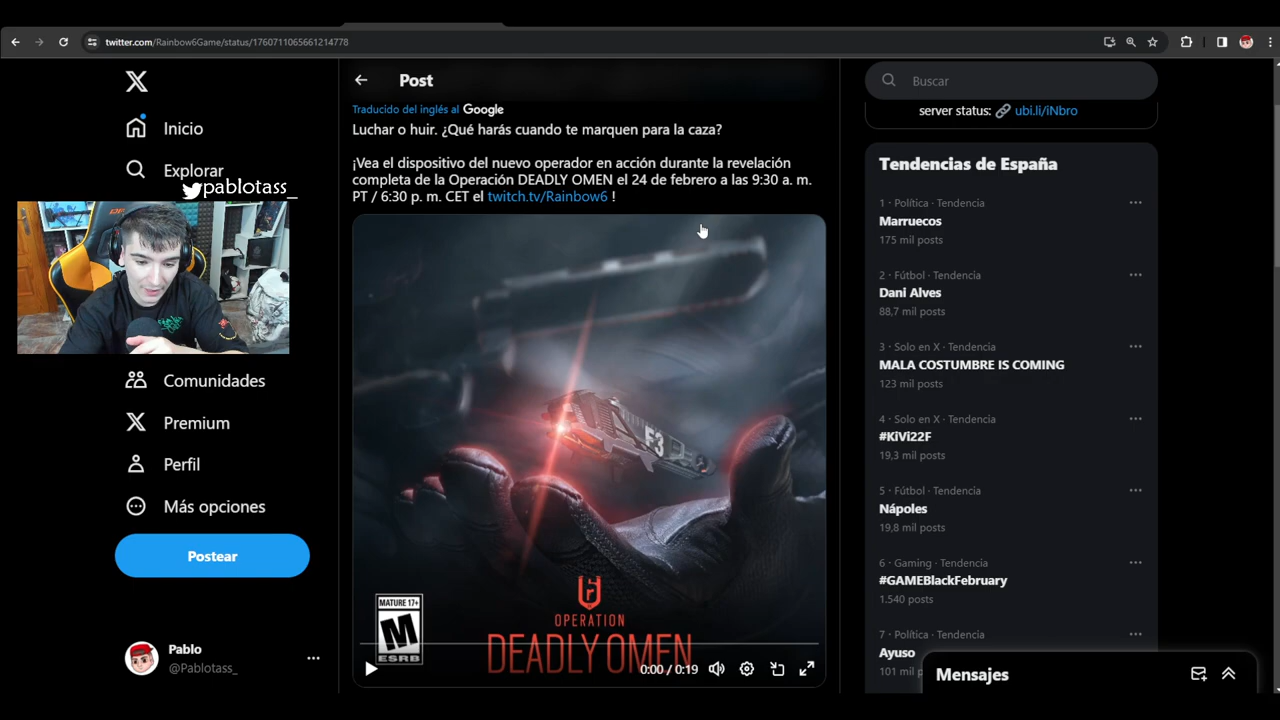 twitter.com/Rainbow6Game/status/1760711065661214778
Inicio
Explorar
pablotass_
Comunidades
Premium
Perfil
Más opciones
Postear
Pablo
@Pablotass_
Post
Traducido del inglés al Google
Luchar o huir. ¿Qué harás cuando te marquen para la caza?
¡Vea el dispositivo del nuevo operador en acción durante la revelación
completa de la Operación DEADLY OMEN el 24 de febrero a las 9:30 a. m.
PT / 6:30 p. m. CET el twitch.tv/Rainbow6 !
F3
MATURE 17+
M
ESRB
OPERATION
DEADLY OMEN
0:00 / 0:19
Buscar
server status: ubi.li/iNbro
Tendencias de España
1 · Política · Tendencia
Marruecos
175 mil posts
2 · Fútbol · Tendencia
Dani Alves
88,7 mil posts
3 · Solo en X · Tendencia
MALA COSTUMBRE IS COMING
123 mil posts
4 · Solo en X · Tendencia
#KiVi22F
19,3 mil posts
5 · Fútbol · Tendencia
Nápoles
19,8 mil posts
6 · Gaming · Tendencia
#GAMEBlackFebruary
1.540 posts
7 · Política · Tendencia
Ayuso
101 mil
Mensajes